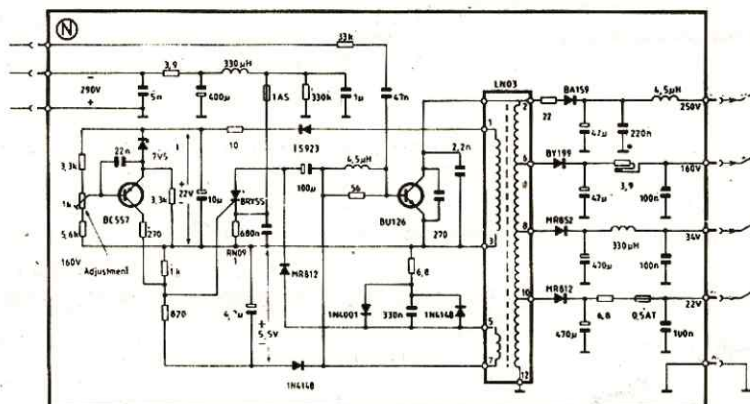 N
33k
LN03
3,9
330µH
2
BA159
4,5µH
290V
5n
400µ
1A5
330k
1µ
47n
22
250V
47µ
220n
10
1
22n
7V5
4,5µH
2,2n
6
BY199
160V
3,3k
22V
10µ
BRY55
100µ
56
3,9
1k
3,3k
47µ
100n
BC557
BU126
680n
5,6k
270
270
3
8
MR852
34V
RN09
160V
1k
330µH
Adjustment
MR812
6,8
470µ
100n
10
MR812
22V
820
1N4001
330n
1N4148
5
6,8
0,5AT
5,5V
470µ
100n
7
1N4148
12